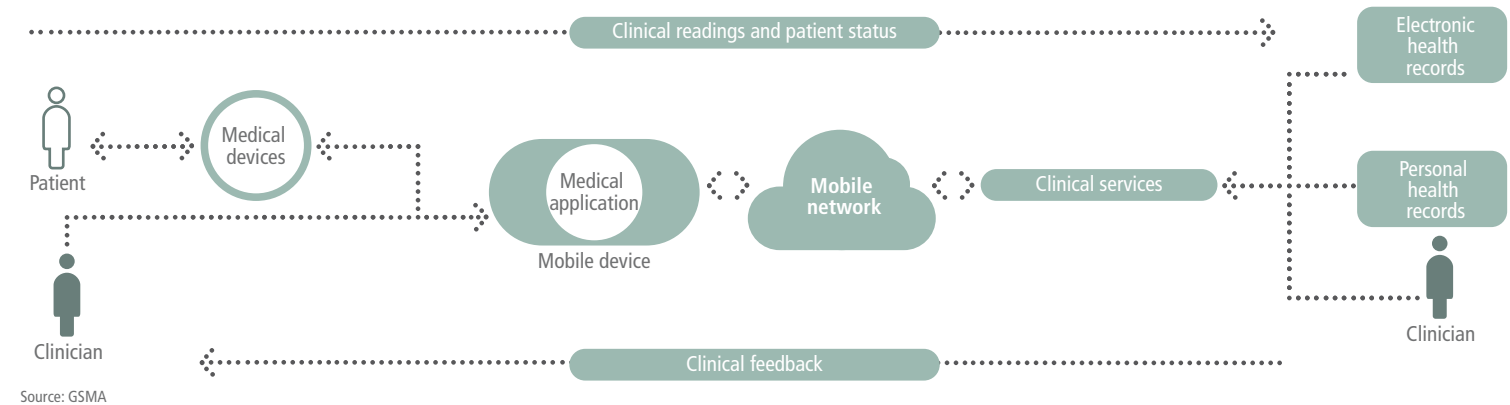 Clinical readings and patient status
Electronic
health
records
Patient
Medical
devices
Medical
application
Mobile device
Mobile
network
Clinical services
Personal
health
records
Clinician
Clinician
Clinical feedback
Source: GSMA